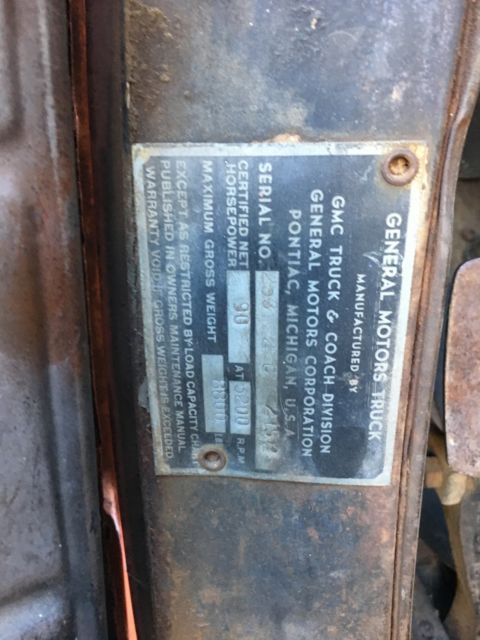 GENERAL MOTORS TRUCK
MANUFACTURED BY
GMC TRUCK & COACH DIVISION
GENERAL MOTORS CORPORATION
PONTIAC, MICHIGAN, U.S.A.
SERIAL NO.
CERTIFIED NET
HORSEPOWER 90 AT R.P.M.
MAXIMUM GROSS WEIGHT 8800
EXCEPT AS RESTRICTED BY LOAD CAPACITY
PUBLISHED IN OWNERS MAINTENANCE MANUAL.
WARRANTY VOID IF GROSS WEIGHT IS EXCEEDED